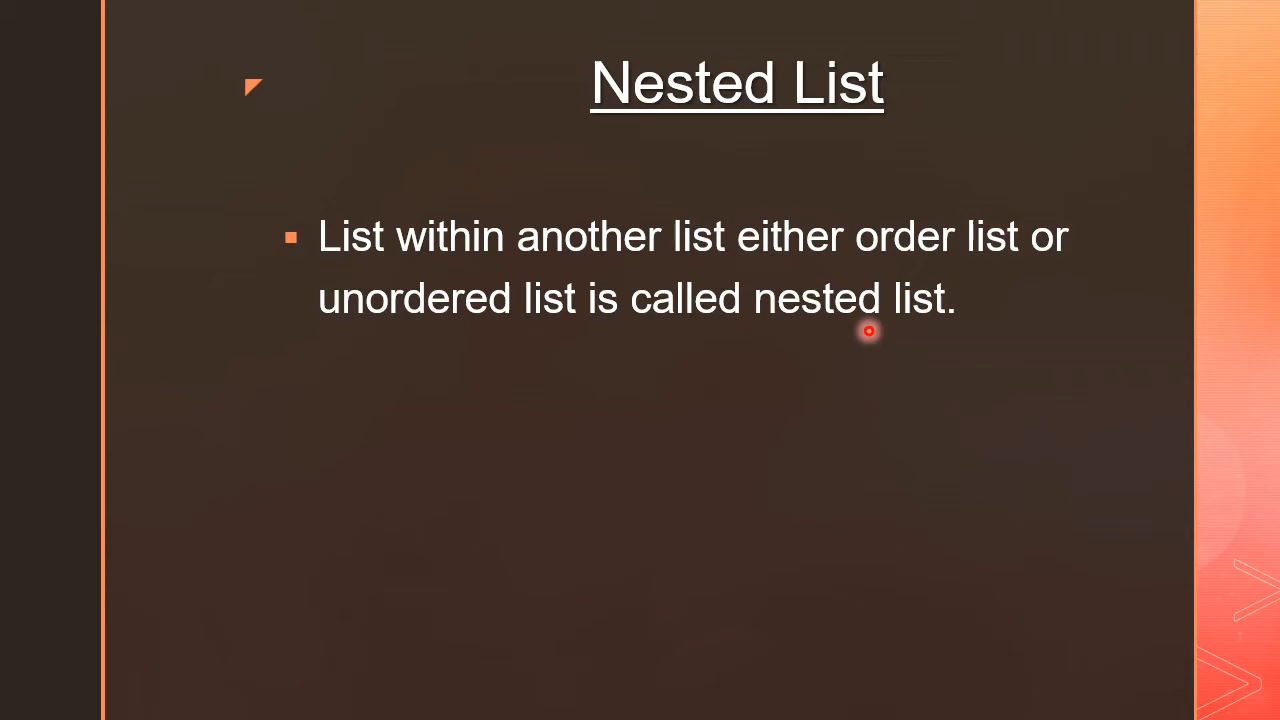 Nested List
List within another list either order list or
unordered list is called nested list.